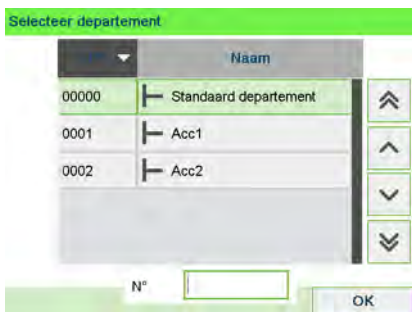 Selecteer departement
Naam
00000 Standaard departement
0001 Acc1
0002 Acc2
N°
OK